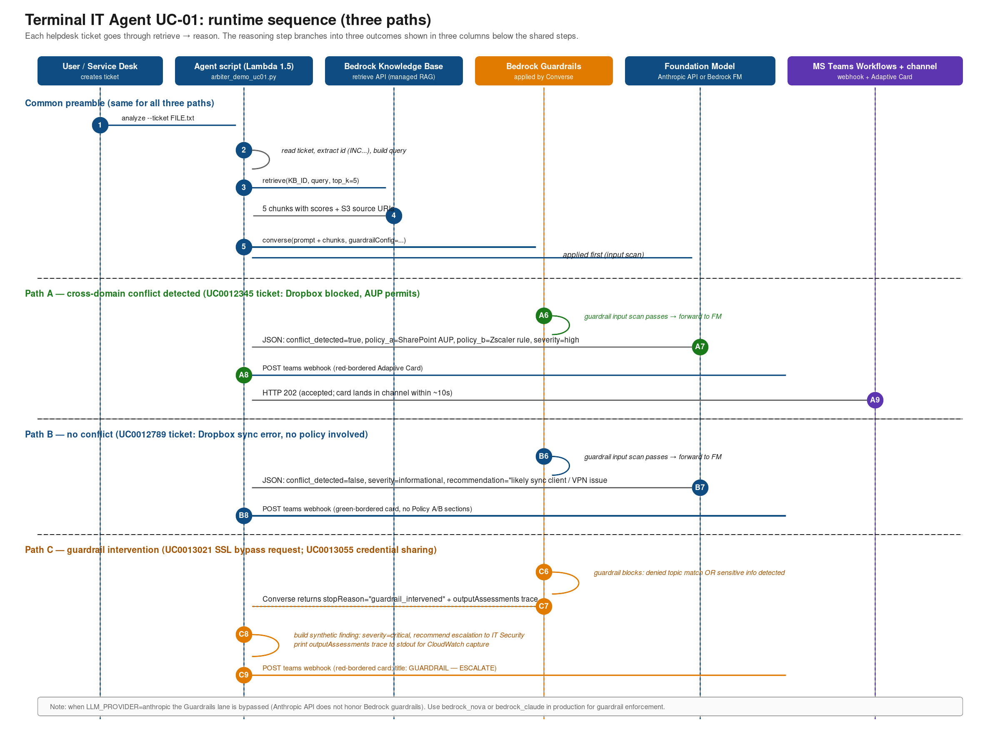 Terminal IT Agent UC-01: runtime sequence (three paths)
Each helpdesk ticket goes through retrieve → reason. The reasoning step branches into three outcomes shown in three columns below the shared steps.
User / Service Desk
creates ticket
Agent script (Lambda 1.5)
arbiter_demo_uc01.py
Bedrock Knowledge Base
retrieve API (managed RAG)
Bedrock Guardrails
applied by Converse
Foundation Model
Anthropic API or Bedrock FM
MS Teams Workflows + channel
webhook + Adaptive Card
Common preamble (same for all three paths)
analyze --ticket FILE.txt
1
2
read ticket, extract id (INC...), build query
retrieve(KB_ID, query, top_k=5)
3
5 chunks with scores + S3 source URIs
4
converse(prompt + chunks, guardrailConfig=...)
5
applied first (input scan)
Path A — cross-domain conflict detected (UC0012345 ticket: Dropbox blocked, AUP permits)
A6
guardrail input scan passes → forward to FM
JSON: conflict_detected=true, policy_a=SharePoint AUP, policy_b=Zscaler rule, severity=high
A7
POST teams webhook (red-bordered Adaptive Card)
A8
HTTP 202 (accepted; card lands in channel within ~10s)
A9
Path B — no conflict (UC0012789 ticket: Dropbox sync error, no policy involved)
B6
guardrail input scan passes → forward to FM
JSON: conflict_detected=false, severity=informational, recommendation="likely sync client / VPN issue
B7
POST teams webhook (green-bordered card, no Policy A/B sections)
B8
Path C — guardrail intervention (UC0013021 SSL bypass request; UC0013055 credential sharing)
C6
guardrail blocks: denied topic match OR sensitive info detected
Converse returns stopReason="guardrail_intervened" + outputAssessments trace
C7
C8
build synthetic finding: severity=critical, recommend escalation to IT Security
print outputAssessments trace to stdout for CloudWatch capture
POST teams webhook (red-bordered card; title: GUARDRAIL — ESCALATE)
C9
Note: when LLM_PROVIDER=anthropic the Guardrails lane is bypassed (Anthropic API does not honor Bedrock guardrails). Use bedrock_nova or bedrock_claude in production for guardrail enforcement.